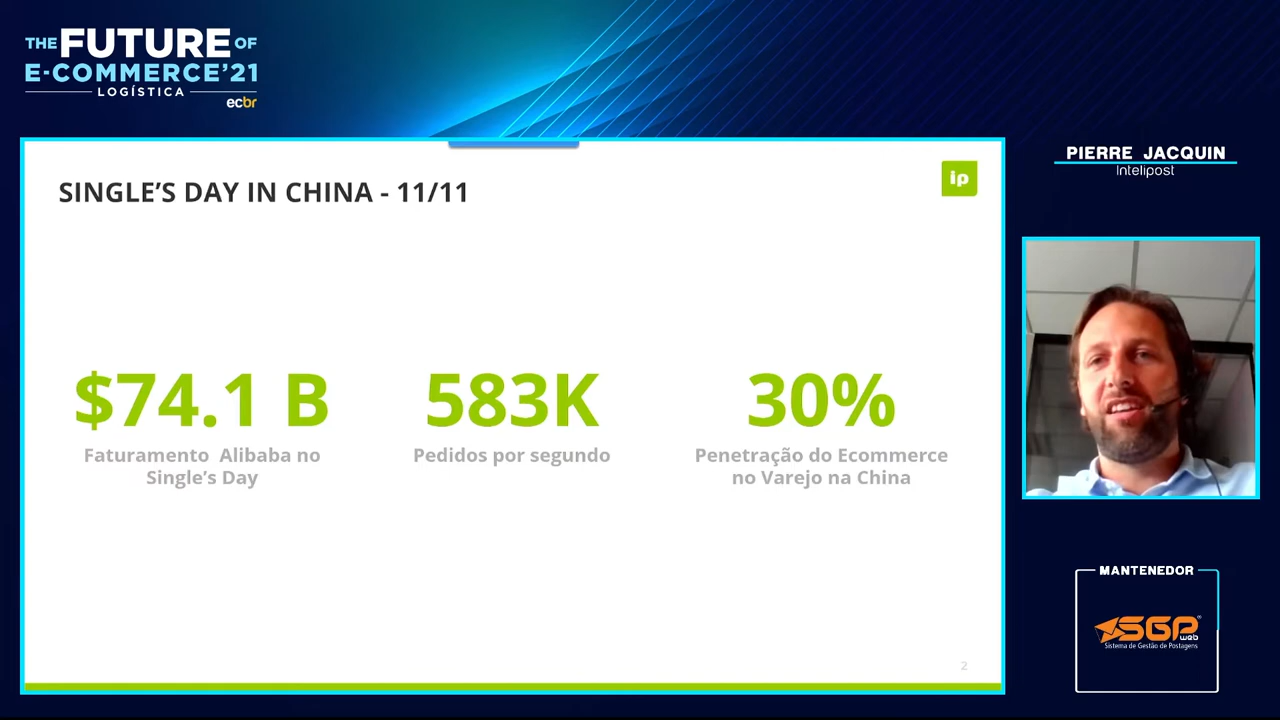 THE FUTURE OF
E-COMMERCE'21
LOGÍSTICA
ecbr
SINGLE’S DAY IN CHINA - 11/11
ip
$74.1 B
Faturamento Alibaba no
Single’s Day
583K
Pedidos por segundo
30%
Penetração do Ecommerce
no Varejo na China
2
PIERRE JACQUIN
Intelipost
MANTENEDOR
SGP web
Sistema de Gestão de Postagens